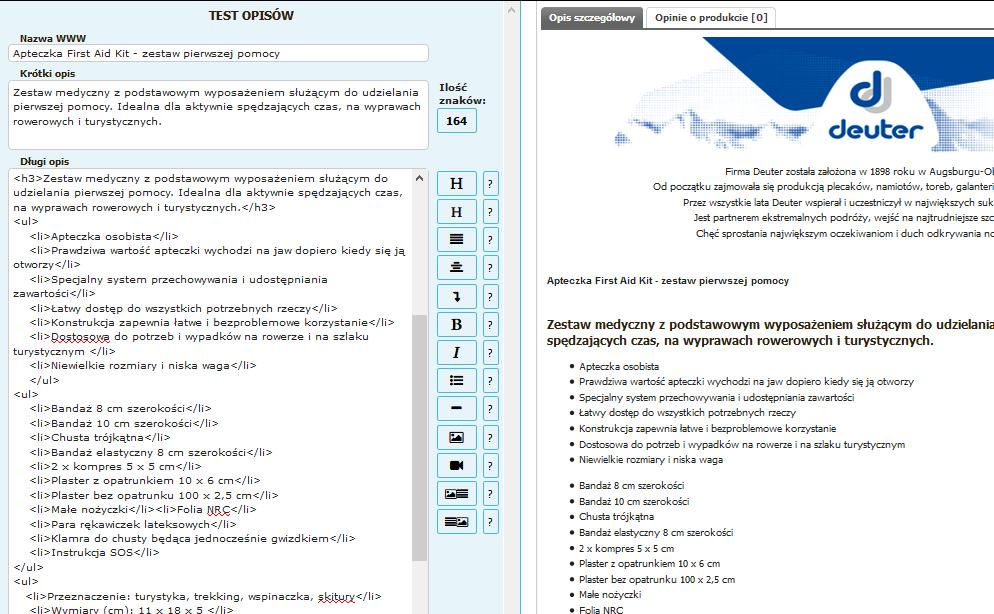 TEST OPISÓW
Nazwa WWW
Apteczka First Aid Kit - zestaw pierwszej pomocy
Krótki opis
Zestaw medyczny z podstawowym wyposażeniem służącym do udzielania
pierwszej pomocy. Idealna dla aktywnie spędzających czas, na wyprawach
rowerowych i turystycznych.
Ilość
znaków:
164
Długi opis
<h3>Zestaw medyczny z podstawowym wyposażeniem służącym do
udzielania pierwszej pomocy. Idealna dla aktywnie spędzających czas,
na wyprawach rowerowych i turystycznych.</h3>
<ul>
<li>Apteczka osobista</li>
<li>Prawdziwa wartość apteczki wychodzi na jaw dopiero kiedy się ją
otworzy</li>
<li>Specjalny system przechowywania i udostępniania
zawartości</li>
<li>Łatwy dostęp do wszystkich potrzebnych rzeczy</li>
<li>Konstrukcja zapewnia łatwe i bezproblemowe korzystanie</li>
<li>Dostosowa do potrzeb i wypadków na rowerze i na szlaku
turystycznym </li>
<li>Niewielkie rozmiary i niska waga</li>
</ul>
<ul>
<li>Bandaż 8 cm szerokości</li>
<li>Bandaż 10 cm szerokości</li>
<li>Chusta trójkątna</li>
<li>Bandaż elastyczny 8 cm szerokości</li>
<li>2 x kompres 5 x 5 cm</li>
<li>Plaster z opatrunkiem 10 x 6 cm</li>
<li>Plaster bez opatrunku 100 x 2,5 cm</li>
<li>Małe nożyczki</li><li>Folia NRC</li>
<li>Para rękawiczek lateksowych</li>
<li>Klamra do chusty będąca jednocześnie gwizdkiem</li>
<li>Instrukcja SOS</li>
</ul>
<ul>
<li>Przeznaczenie: turystyka, trekking, wspinaczka, skitury</li>
<li>Wymiary (cm): 11 x 18 x 5 </li>
H ?
H ?
?
?
?
B ?
I ?
?
?
?
?
?
?
Opis szczegółowy
Opinie o produkcie [0]
deuter
Firma Deuter została założona w 1898 roku w Augsburgu-Ob
Od początku zajmowała się produkcją plecaków, namiotów, toreb, galanteri
Przez wszystkie lata Deuter wspierał i uczestniczył w największych suk
Jest partnerem ekstremalnych podróży, wejść na najtrudniejsze szc
Chęć sprostania największym oczekiwaniom i duch odkrywania no
Apteczka First Aid Kit - zestaw pierwszej pomocy
Zestaw medyczny z podstawowym wyposażeniem służącym do udzielania
spędzających czas, na wyprawach rowerowych i turystycznych.
Apteczka osobista
Prawdziwa wartość apteczki wychodzi na jaw dopiero kiedy się ją otworzy
Specjalny system przechowywania i udostępniania zawartości
Łatwy dostęp do wszystkich potrzebnych rzeczy
Konstrukcja zapewnia łatwe i bezproblemowe korzystanie
Dostosowa do potrzeb i wypadków na rowerze i na szlaku turystycznym
Niewielkie rozmiary i niska waga
Bandaż 8 cm szerokości
Bandaż 10 cm szerokości
Chusta trójkątna
Bandaż elastyczny 8 cm szerokości
2 x kompres 5 x 5 cm
Plaster z opatrunkiem 10 x 6 cm
Plaster bez opatrunku 100 x 2,5 cm
Małe nożyczki
Folia NRC